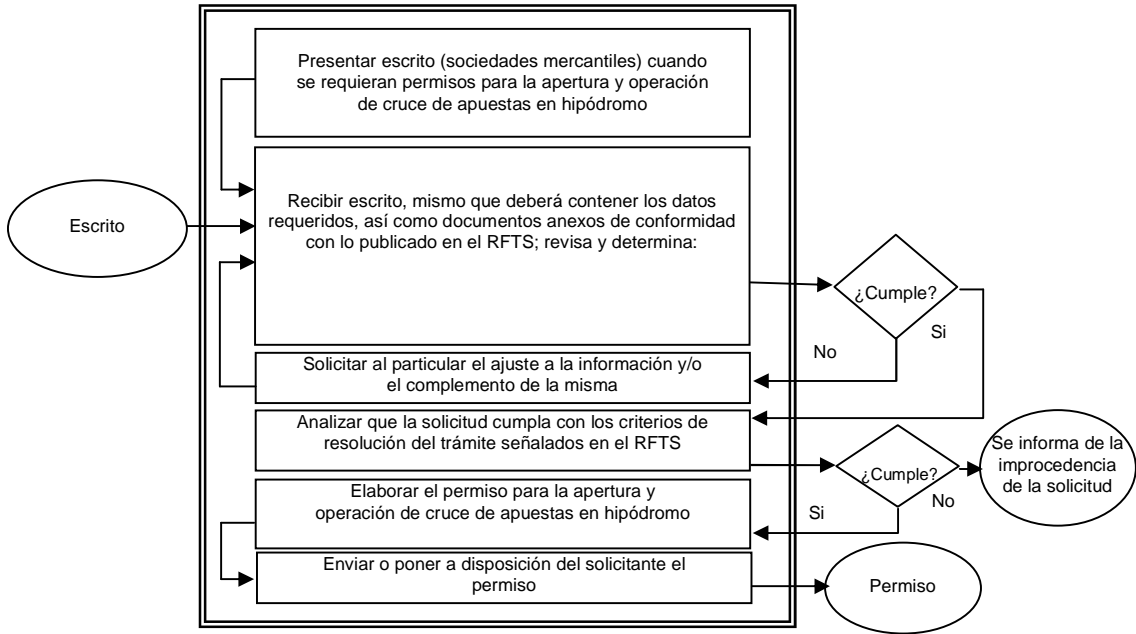 Presentar escrito (sociedades mercantiles) cuando
se requieran permisos para la apertura y operación
de cruce de apuestas en hipódromo
Escrito
Recibir escrito, mismo que deberá contener los datos
requeridos, así como documentos anexos de conformidad
con lo publicado en el RFTS; revisa y determina:
¿Cumple?
Si
No
Solicitar al particular el ajuste a la información y/o
el complemento de la misma
Analizar que la solicitud cumpla con los criterios de
resolución del trámite señalados en el RFTS
¿Cumple?
Se informa de la
improcedencia
de la solicitud
No
Si
Elaborar el permiso para la apertura y
operación de cruce de apuestas en hipódromo
Enviar o poner a disposición del solicitante el
permiso
Permiso